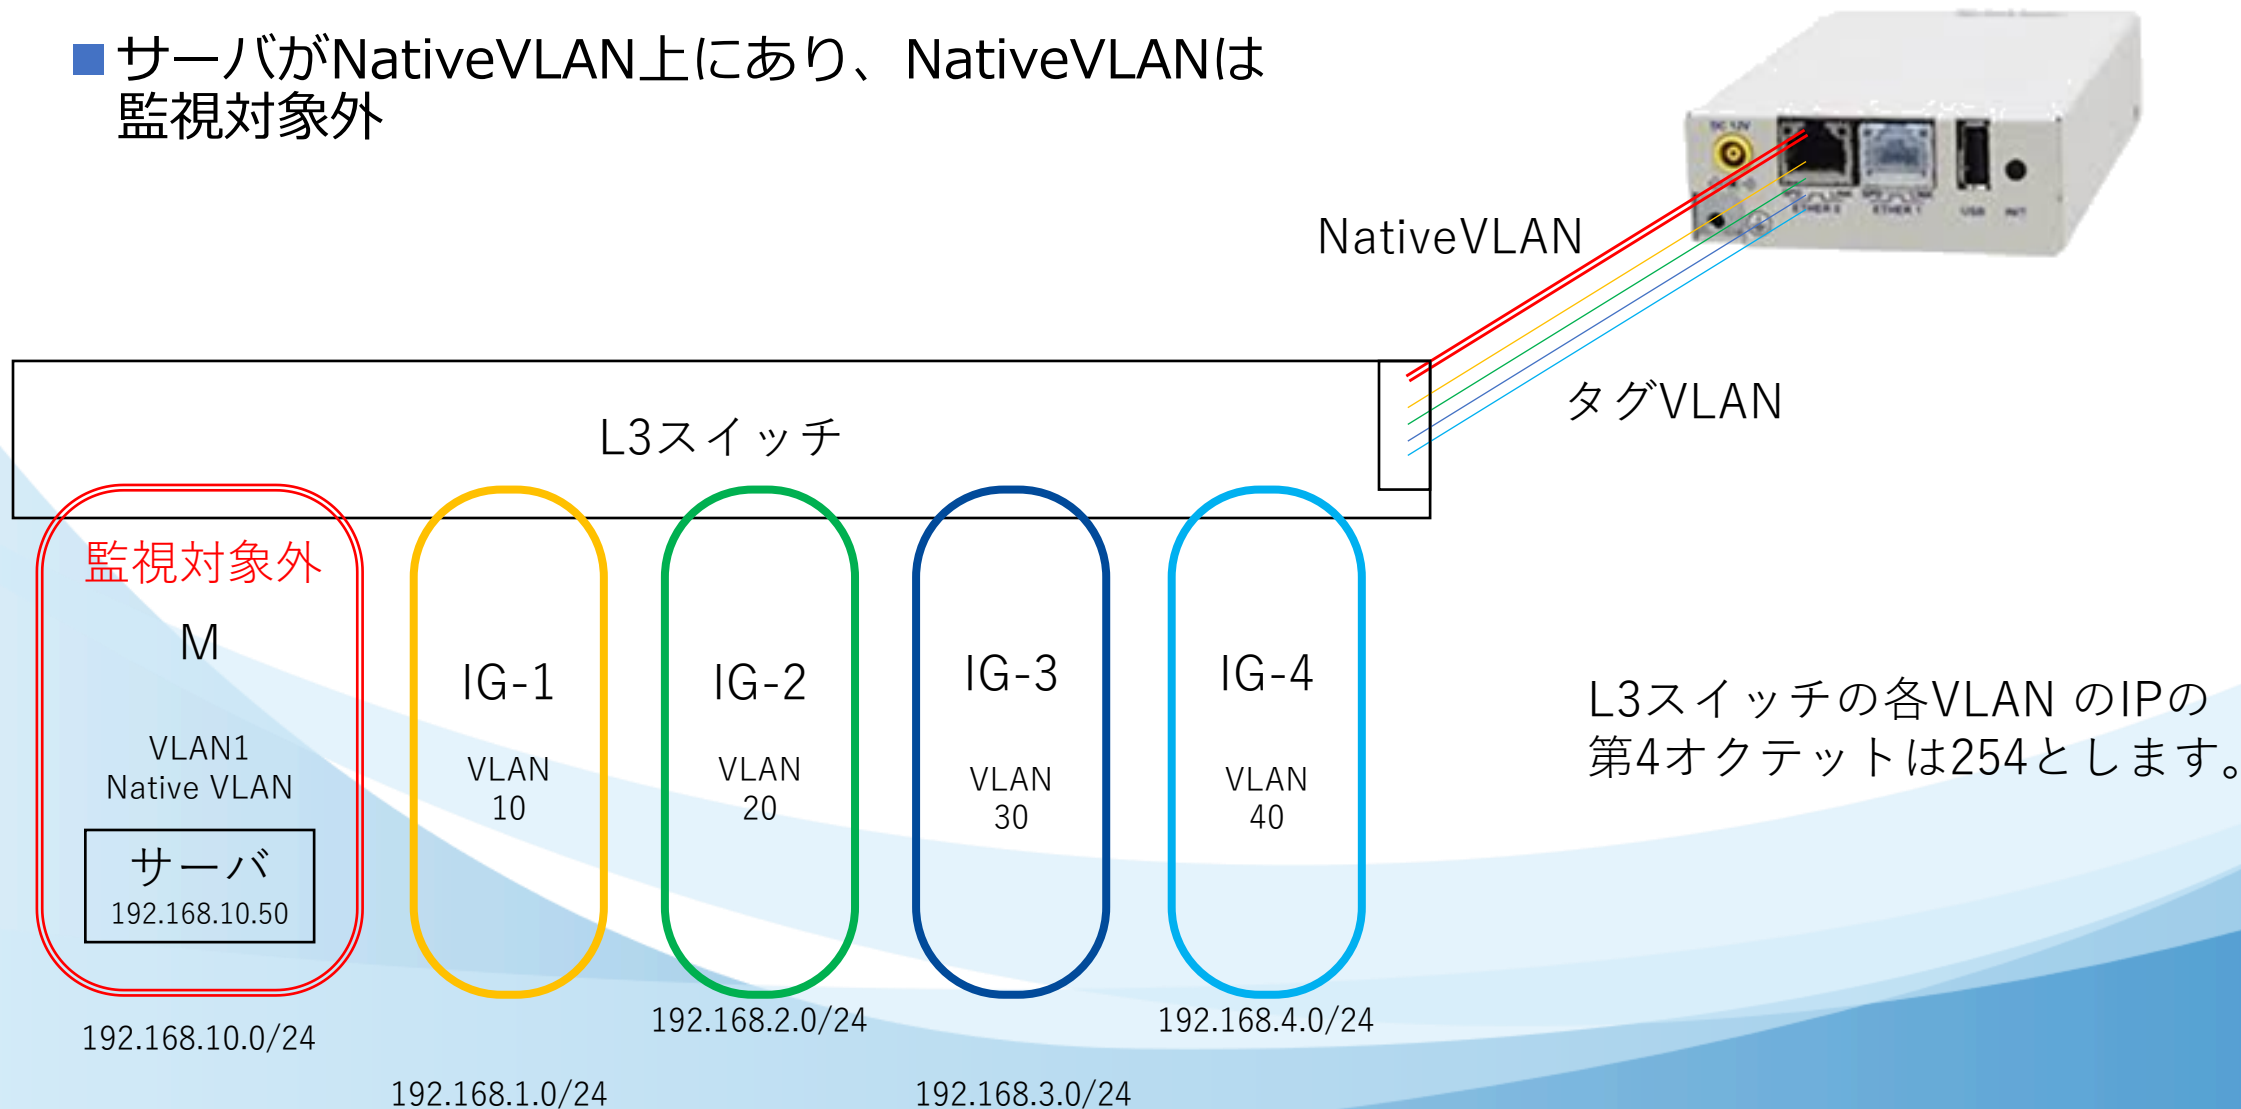 サーバがNativeVLAN上にあり、NativeVLANは
監視対象外
DC 12V
ETHER 1
USB
NativeVLAN
タグVLAN
L3スイッチ
監視対象外
M
VLAN1
Native VLAN
サーバ
192.168.10.50
192.168.10.0/24
IG-1
VLAN
10
192.168.1.0/24
IG-2
VLAN
20
192.168.2.0/24
IG-3
VLAN
30
192.168.3.0/24
IG-4
VLAN
40
192.168.4.0/24
L3スイッチの各VLAN のIPの
第4オクテットは254とします。